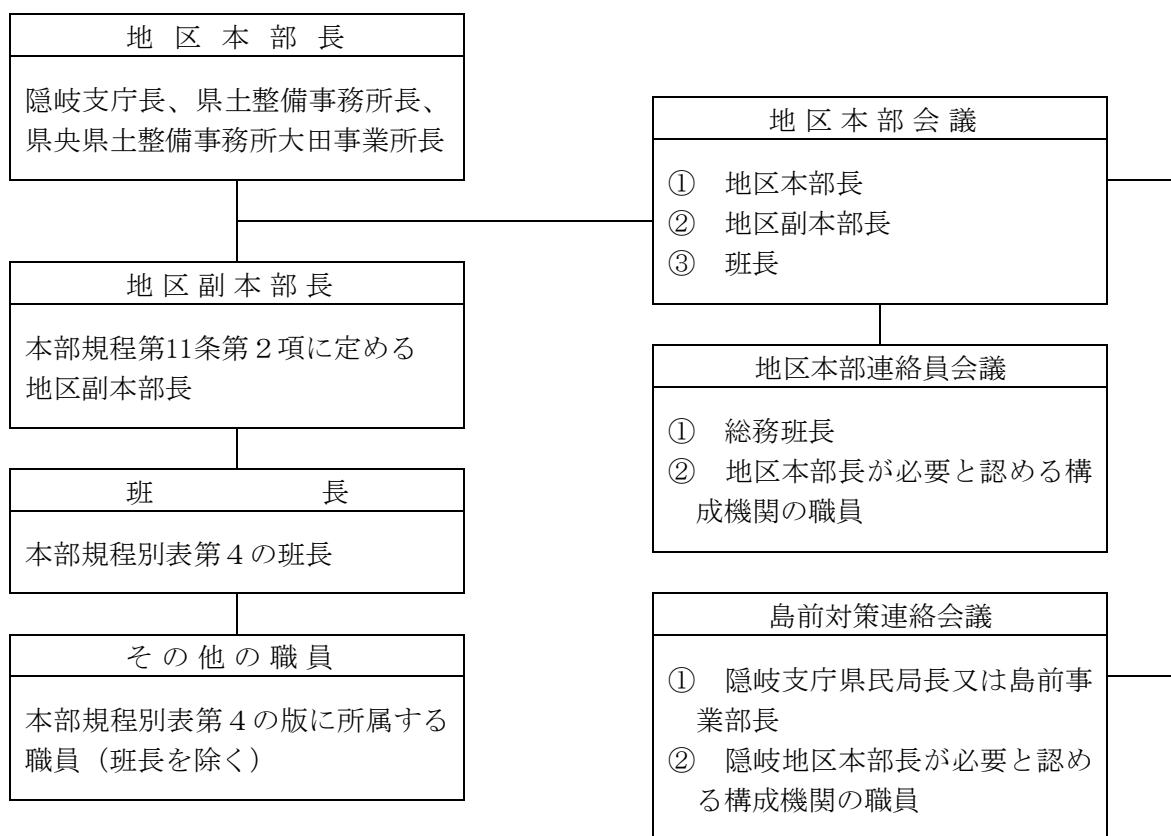 地区本部長
隠岐支庁長、県土整備事務所長、
県央県土整備事務所大田事業所長
地区副本部長
本部規程第11条第２項に定める
地区副本部長
班　　　長
本部規程別表第４の班長
その他の職員
本部規程別表第４の版に所属する
職員（班長を除く）
地区本部会議
①　地区本部長
②　地区副本部長
③　班長
地区本部連絡員会議
①　総務班長
②　地区本部長が必要と認める構
成機関の職員
島前対策連絡会議
①　隠岐支庁県民局長又は島前事
業部長
②　隠岐地区本部長が必要と認め
る構成機関の職員